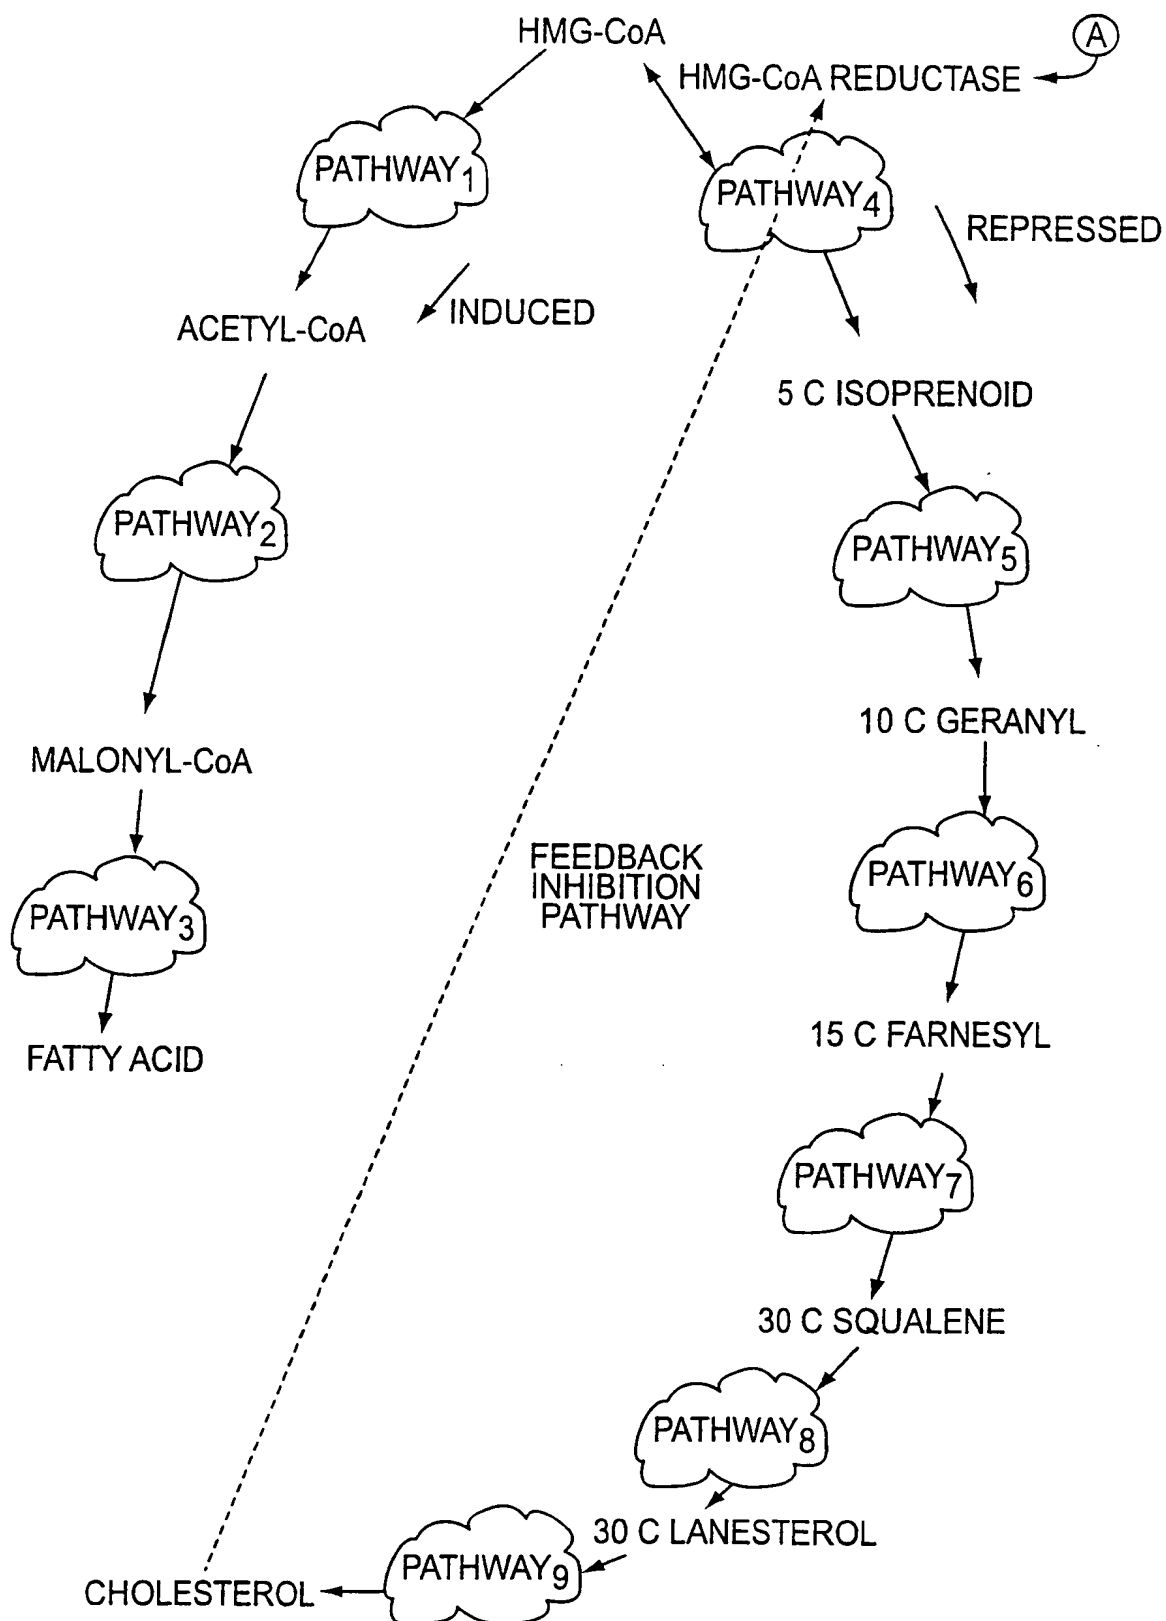 HMG-CoA
A
HMG-CoA REDUCTASE
PATHWAY1
PATHWAY4
REPRESSED
INDUCED
ACETYL-CoA
5 C ISOPRENOID
PATHWAY2
PATHWAY5
10 C GERANYL
MALONYL-CoA
FEEDBACK
INHIBITION
PATHWAY
PATHWAY6
PATHWAY3
15 C FARNESYL
FATTY ACID
PATHWAY7
30 C SQUALENE
PATHWAY8
30 C LANESTEROL
PATHWAY9
CHOLESTEROL